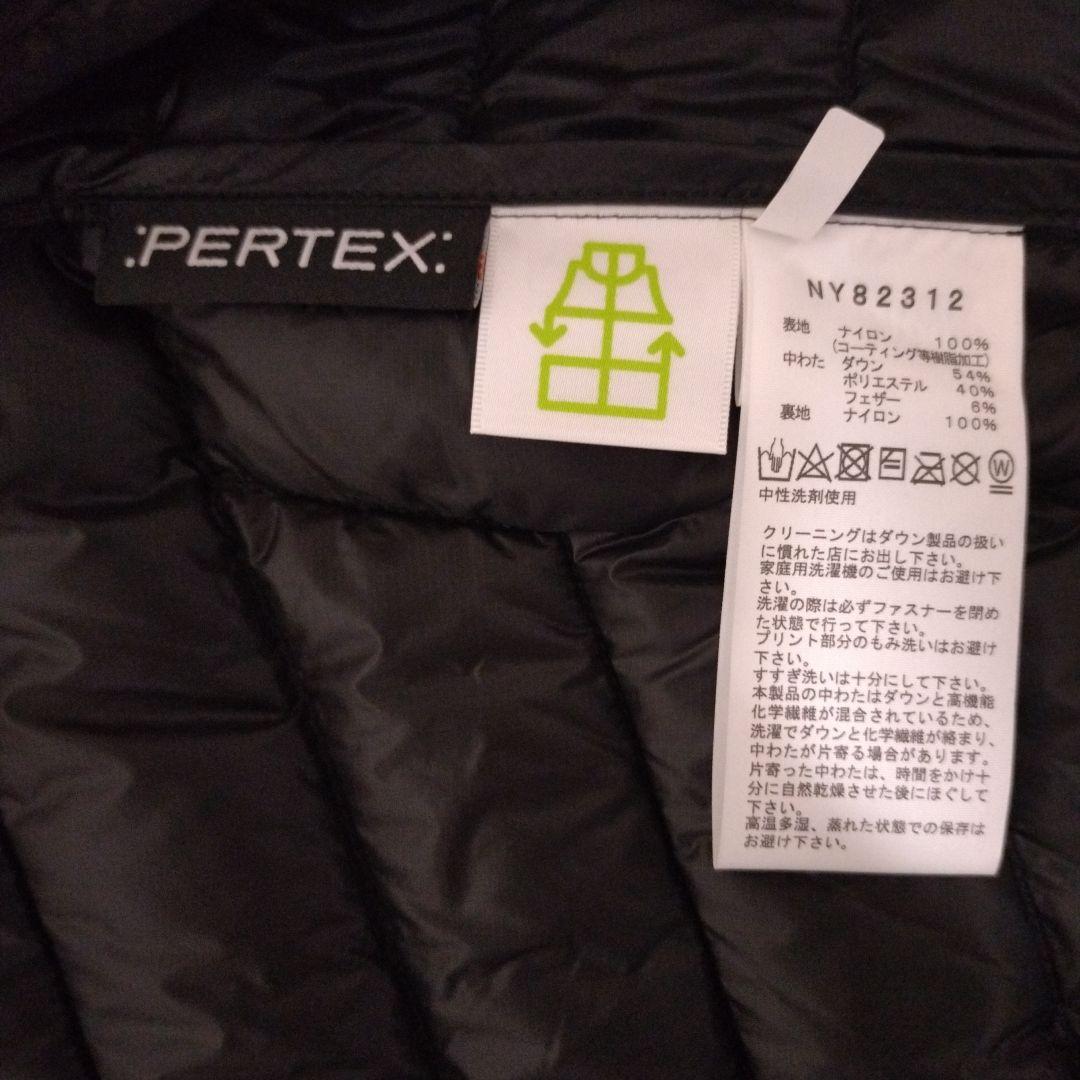 PERTEX
NY82312
表地 ナイロン 100%
(コーティング等樹脂加工)
中わた ダウン 54%
ポリエステル 40%
フェザー 6%
裏地 ナイロン 100%
W
中性洗剤使用
クリーニングはダウン製品の扱い
に慣れた店にお出し下さい。
家庭用洗濯機のご使用はお避け下
さい。
洗濯の際は必ずファスナーを閉め
た状態で行って下さい。
プリント部分のもみ洗いはお避け
下さい。
すすぎ洗いは十分にして下さい。
本製品の中わたはダウンと高機能
化学繊維が混合されているため、
洗濯でダウンと化学繊維が絡まり、
中わたが片寄る場合があります。
片寄った中わたは、時間をかけ十
分に自然乾燥させた後にほぐして
下さい。
高温多湿、蒸れた状態での保存は
お避け下さい。